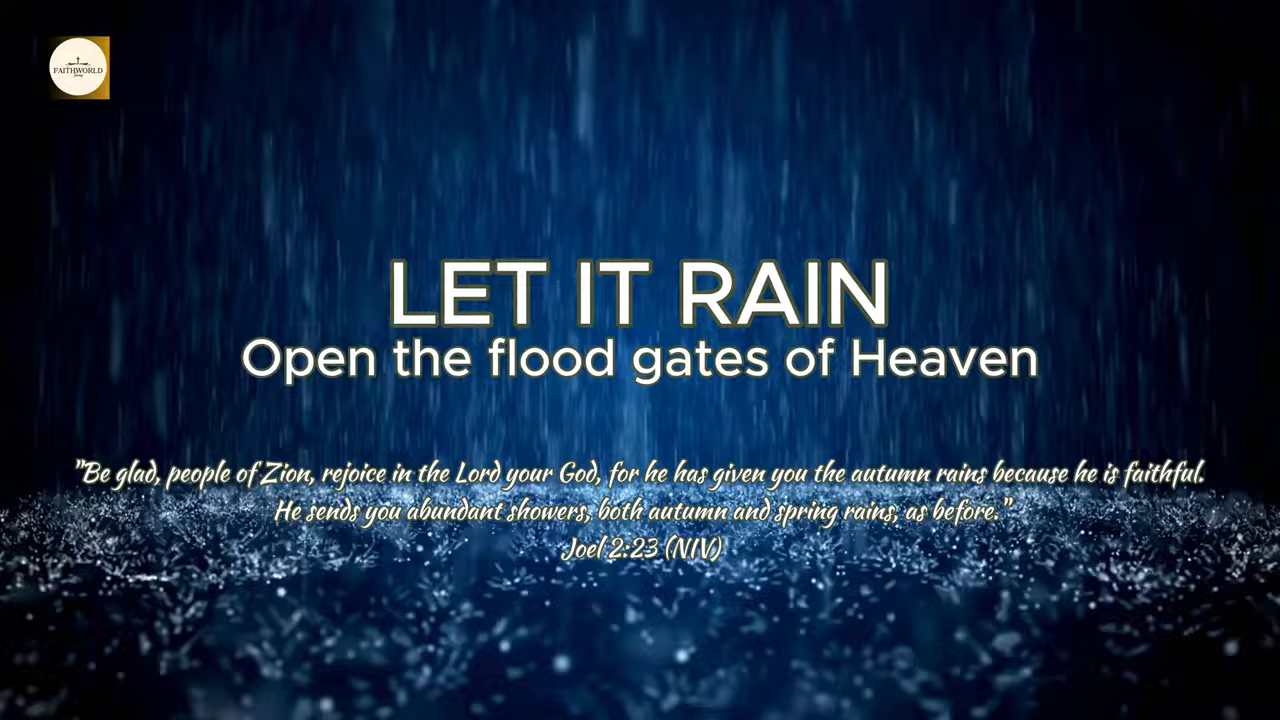 FAITHWORLD
LET IT RAIN
Open the flood gates of Heaven
"Be glad, people of Zion, rejoice in the Lord your God, for he has given you the autumn rains because he is faithful.
He sends you abundant showers, both autumn and spring rains, as before."
Joel 2:23 (NIV)